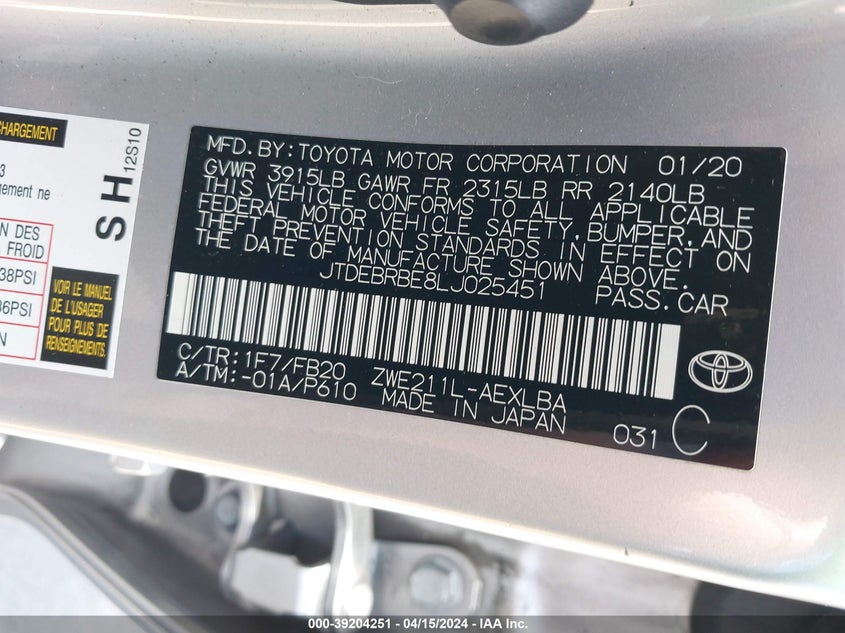 CHARGEMENT
3
gement ne
N DES
FROID
38PSI
36PSI
N
VOIR LE MANUEL
DE L'USAGER
POUR PLUS DE
RENSEIGNEMENTS.
SH
12S10
MFD. BY: TOYOTA MOTOR CORPORATION 01/20
GVWR 3915LB GAWR FR 2315LB RR 2140LB
THIS VEHICLE CONFORMS TO ALL APPLICABLE
FEDERAL MOTOR VEHICLE SAFETY, BUMPER, AND
THEFT PREVENTION STANDARDS IN EFFECT ON
THE DATE OF MANUFACTURE SHOWN ABOVE.
JTDEBRBE8LJ025451 PASS. CAR
C/TR: 1F7/FB20 ZWE211L-AEXLBA
A/TM: -01A/P610 MADE IN JAPAN
031 C
000-39204251 - 04/15/2024 - IAAI.COM